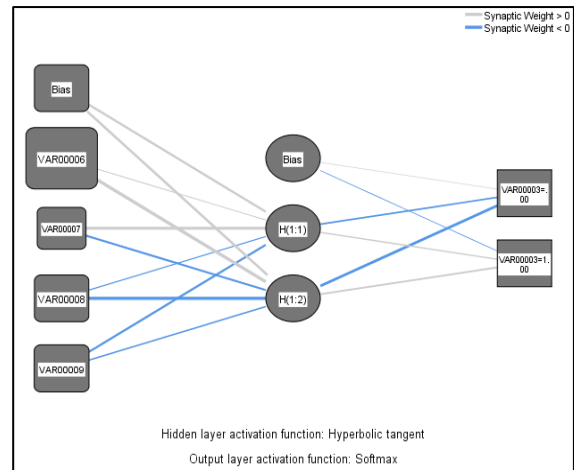 Synaptic Weight > 0
Synaptic Weight < 0
Bias
VAR00006
Bias
VAR00003=.
00
VAR00007
H(1:1)
VAR00003=1.
00
VAR00008
H(1:2)
VAR00009
Hidden layer activation function: Hyperbolic tangent
Output layer activation function: Softmax